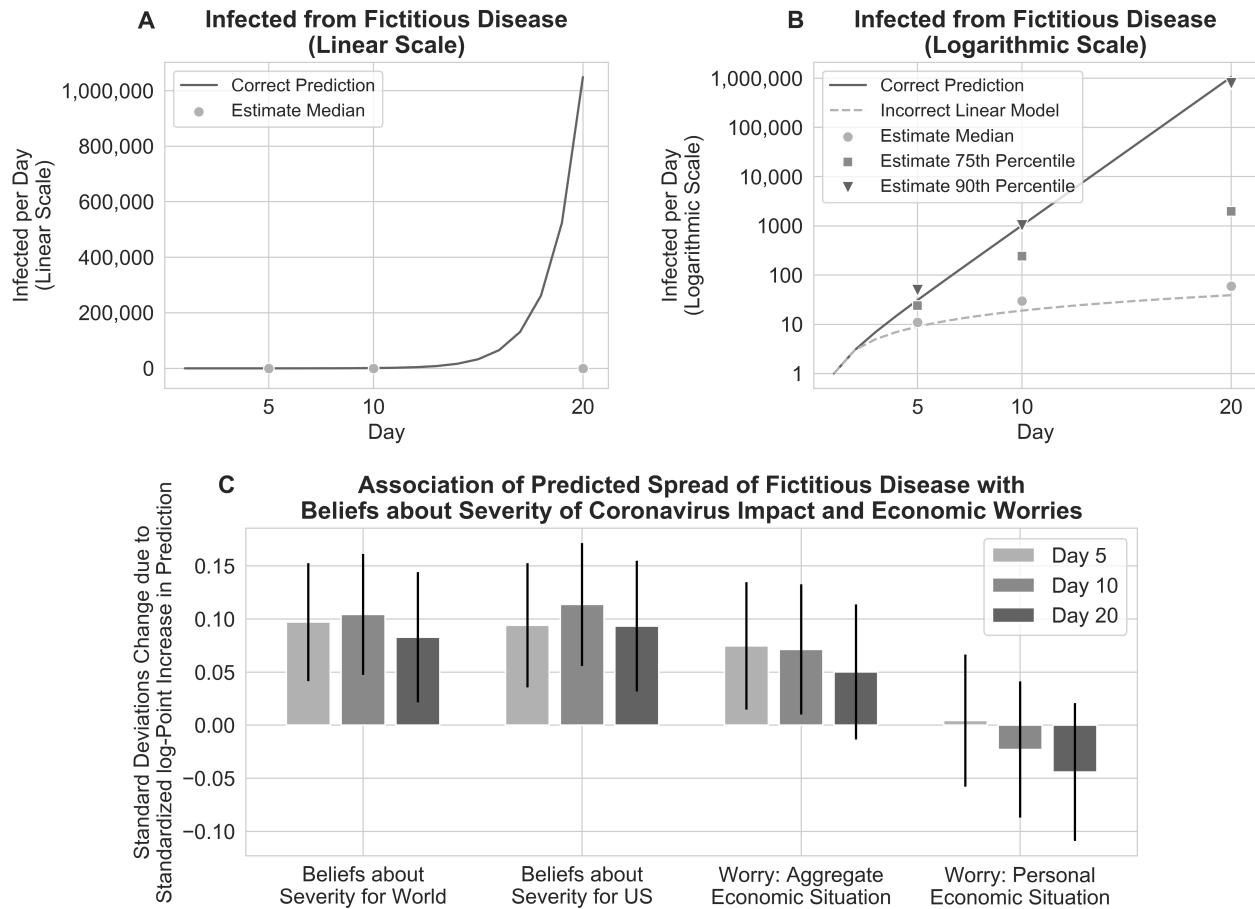 A
Infected from Fictitious Disease
(Linear Scale)
Infected per Day
(Linear Scale)
1,000,000
800,000
600,000
400,000
200,000
0
Correct Prediction
Estimate Median
5
10
20
Day
B
Infected from Fictitious Disease
(Logarithmic Scale)
Infected per Day
(Logarithmic Scale)
1,000,000
100,000
10,000
1000
100
10
1
Correct Prediction
Incorrect Linear Model
Estimate Median
Estimate 75th Percentile
Estimate 90th Percentile
5
10
20
Day
C
Association of Predicted Spread of Fictitious Disease with
Beliefs about Severity of Coronavirus Impact and Economic Worries
Standard Deviations Change due to
Standardized log-Point Increase in Prediction
0.15
0.10
0.05
0.00
−0.05
−0.10
Day 5
Day 10
Day 20
Beliefs about
Severity for World
Beliefs about
Severity for US
Worry: Aggregate
Economic Situation
Worry: Personal
Economic Situation